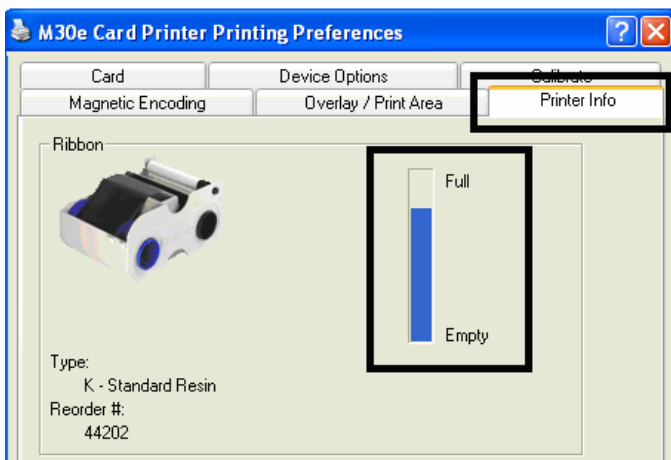 M30e Card Printer Printing Preferences
Card Device Options Calibrate
Magnetic Encoding Overlay / Print Area Printer Info
Ribbon
Full
Empty
Type:
K - Standard Resin
Reorder #:
44202